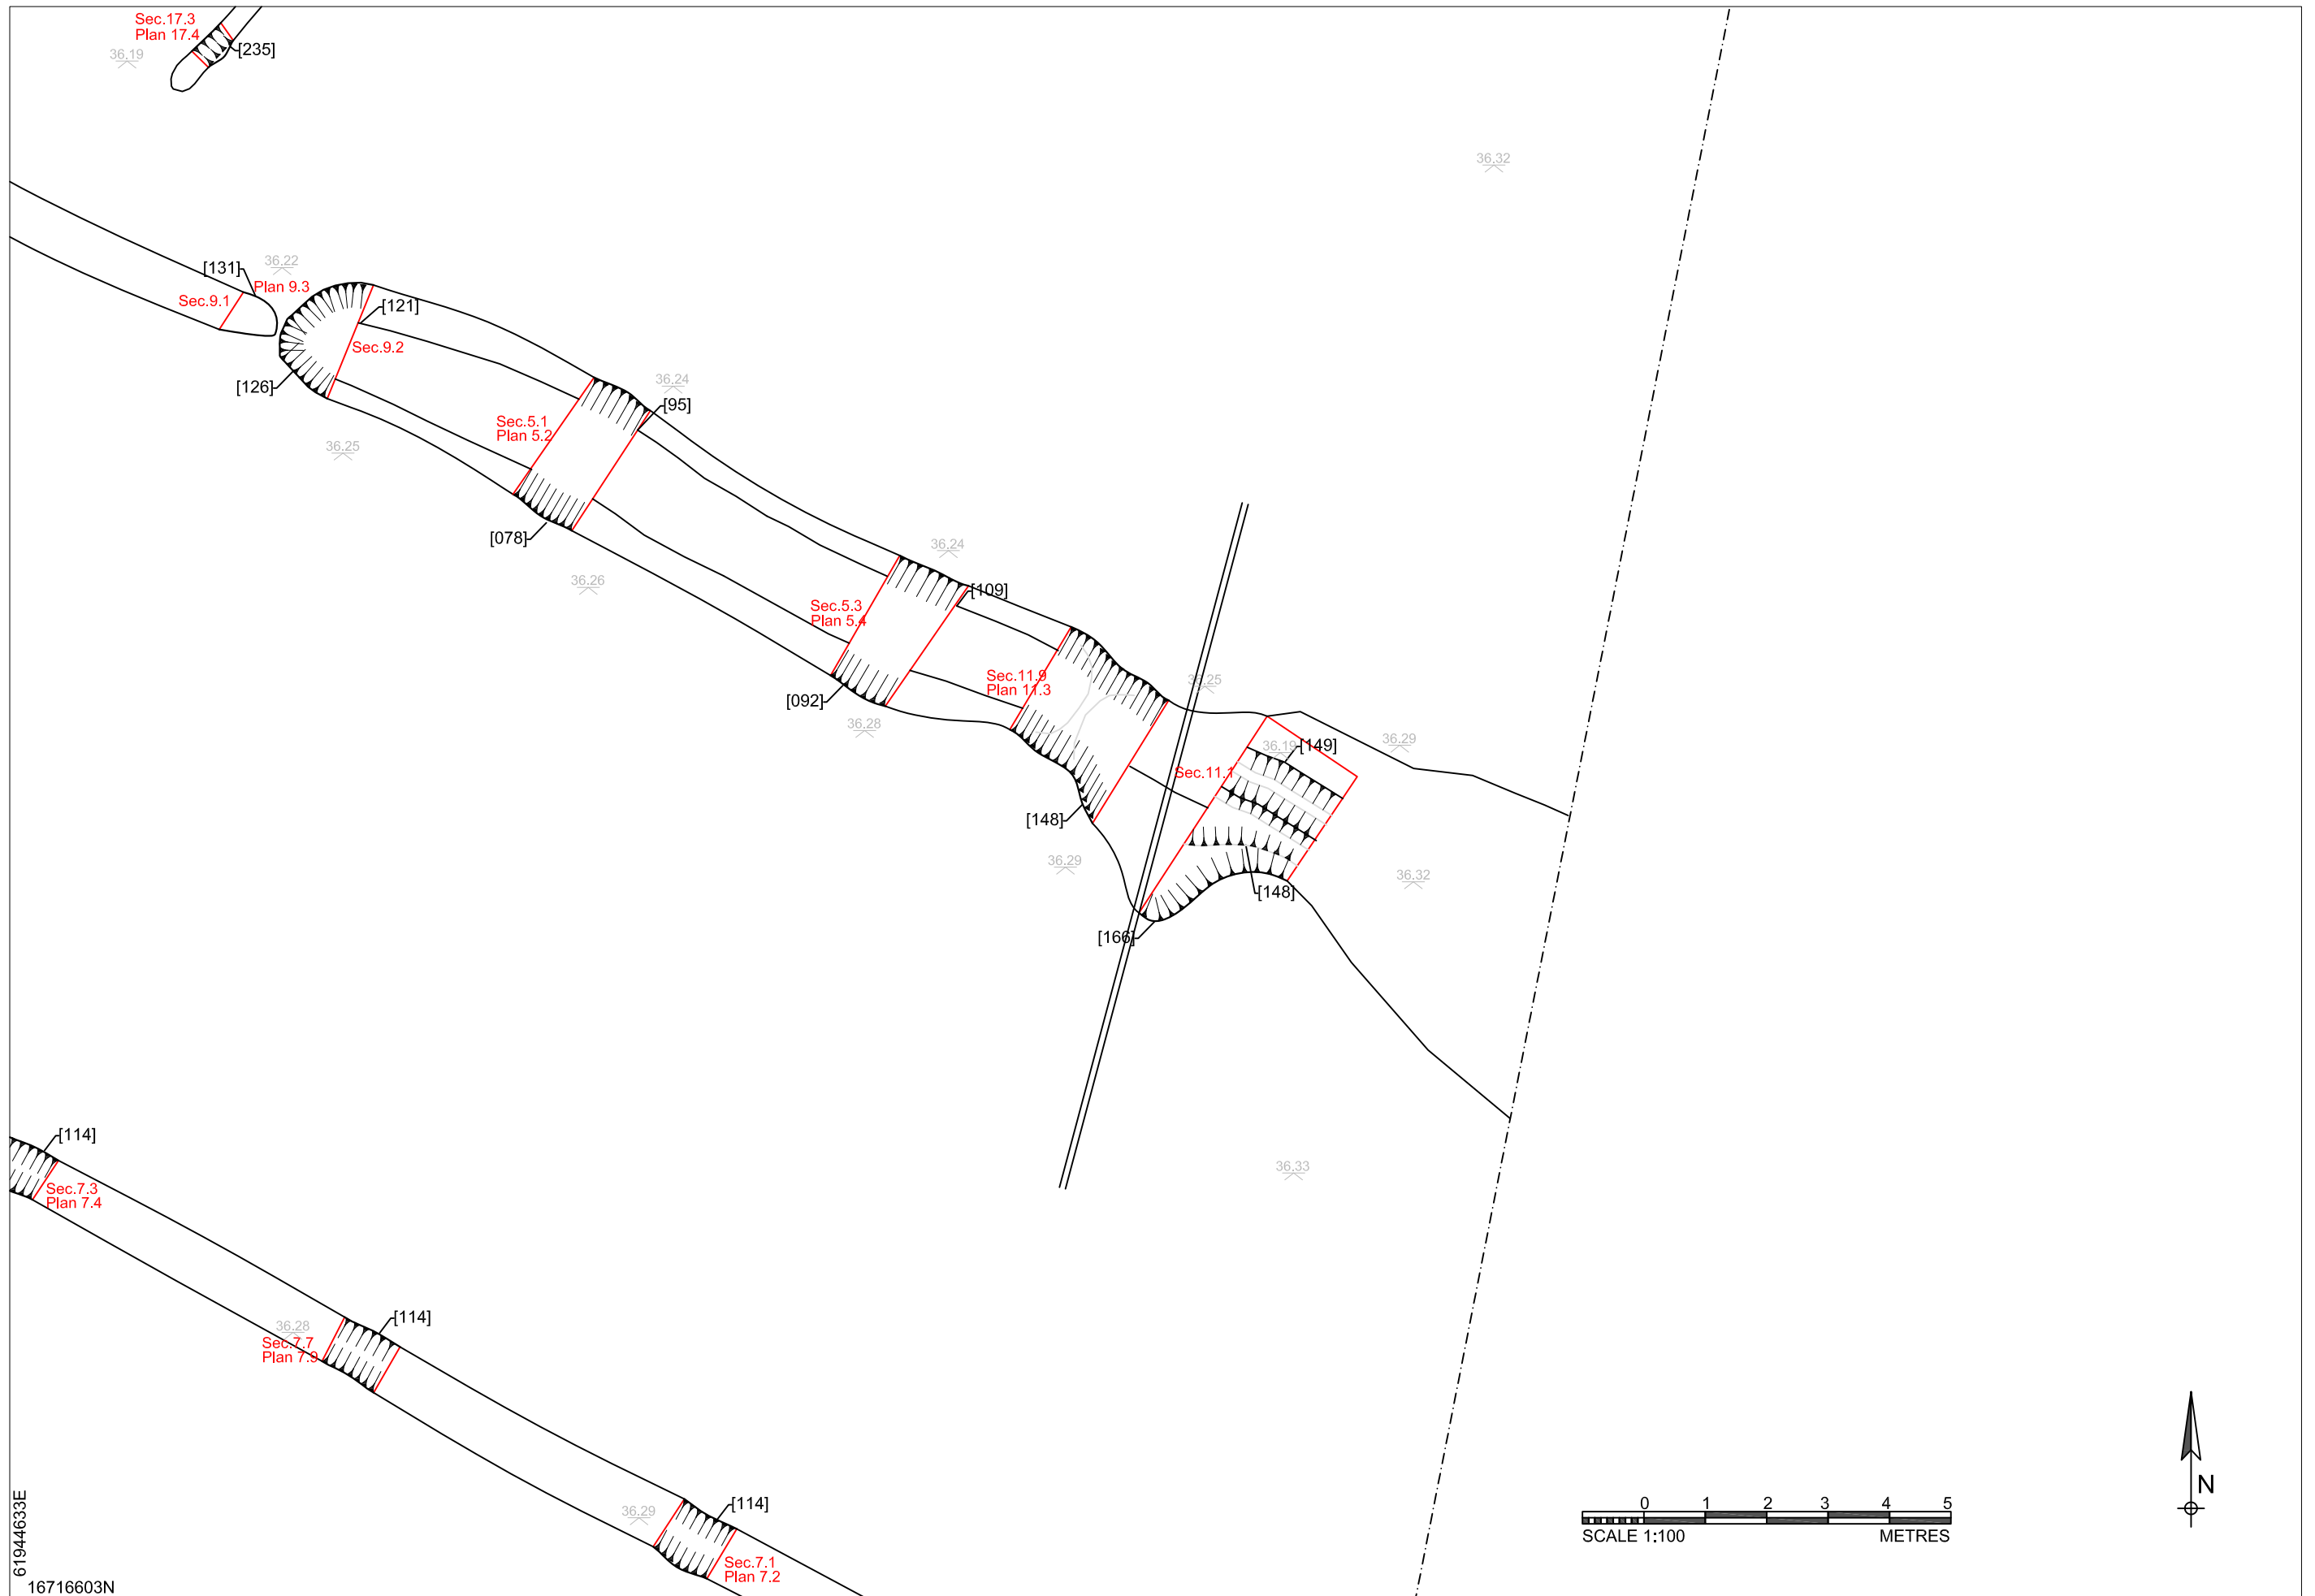 Sec.17.3
Plan 17.4
[235]
36.19
36.32
[131]
36.22
Plan 9.3
Sec.9.1
[121]
Sec.9.2
[126]
36.24
[95]
Sec.5.1
Plan 5.2
36.25
[078]
36.24
36.26
[109]
Sec.5.3
Plan 5.4
Sec.11.9
Plan 11.3
36.25
[092]
36.28
36.19
[149]
36.29
Sec.11.1
[148]
36.29
36.32
[148]
[166]
[114]
36.33
Sec.7.3
Plan 7.4
[114]
36.28
Sec.7.7
Plan 7.9
[114]
36.29
Sec.7.1
Plan 7.2
0 1 2 3 4 5
SCALE 1:100 METRES
N
6194463​3E
16716603N